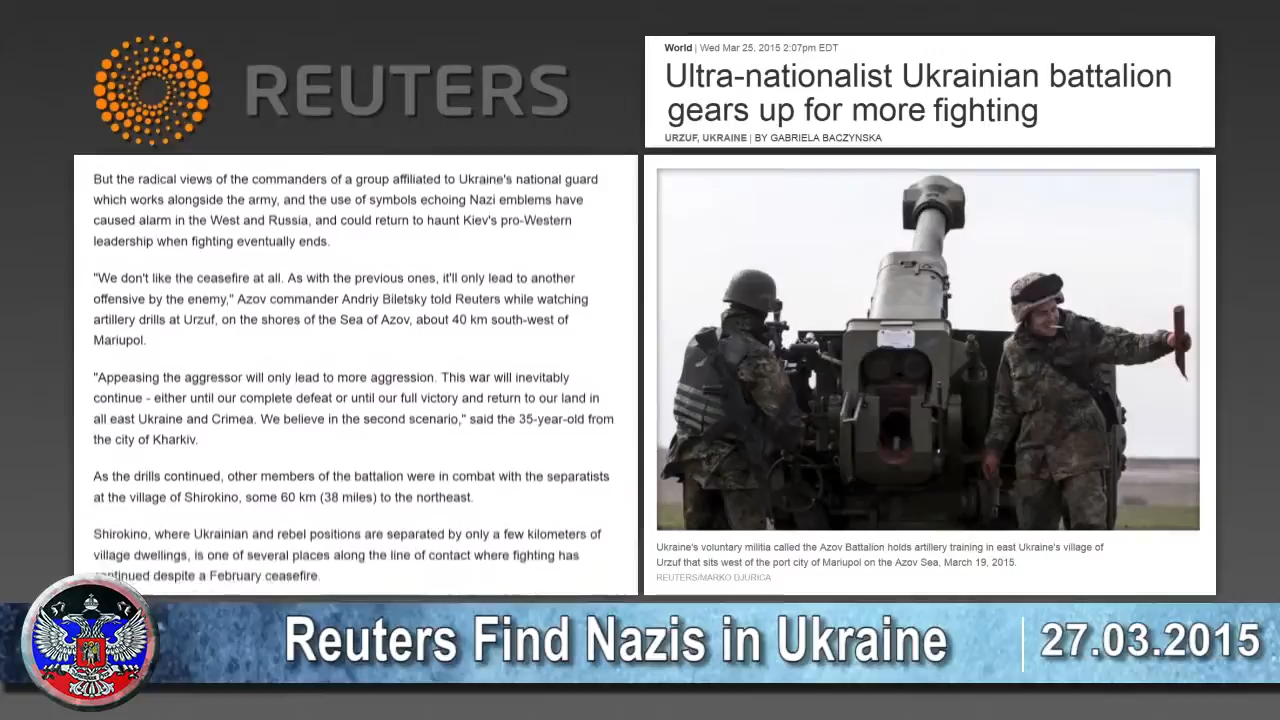 REUTERS
World | Wed Mar 25, 2015 2:07pm EDT
Ultra-nationalist Ukrainian battalion
gears up for more fighting
URZUF, UKRAINE | BY GABRIELA BACZYNSKA
But the radical views of the commanders of a group affiliated to Ukraine's national guard
which works alongside the army, and the use of symbols echoing Nazi emblems have
caused alarm in the West and Russia, and could return to haunt Kiev's pro-Western
leadership when fighting eventually ends.
"We don't like the ceasefire at all. As with the previous ones, it'll only lead to another
offensive by the enemy," Azov commander Andriy Biletsky told Reuters while watching
artillery drills at Urzuf, on the shores of the Sea of Azov, about 40 km south-west of
Mariupol.
"Appeasing the aggressor will only lead to more aggression. This war will inevitably
continue - either until our complete defeat or until our full victory and return to our land in
all east Ukraine and Crimea. We believe in the second scenario," said the 35-year-old from
the city of Kharkiv.
As the drills continued, other members of the battalion were in combat with the separatists
at the village of Shirokino, some 60 km (38 miles) to the northeast.
Shirokino, where Ukrainian and rebel positions are separated by only a few kilometers of
village dwellings, is one of several places along the line of contact where fighting has
continued despite a February ceasefire.
Ukraine's voluntary militia called the Azov Battalion holds artillery training in east Ukraine's village of
Urzuf that sits west of the port city of Mariupol on the Azov Sea, March 19, 2015.
REUTERS/MARKO DJURICA
Reuters Find Nazis in Ukraine
27.03.2015